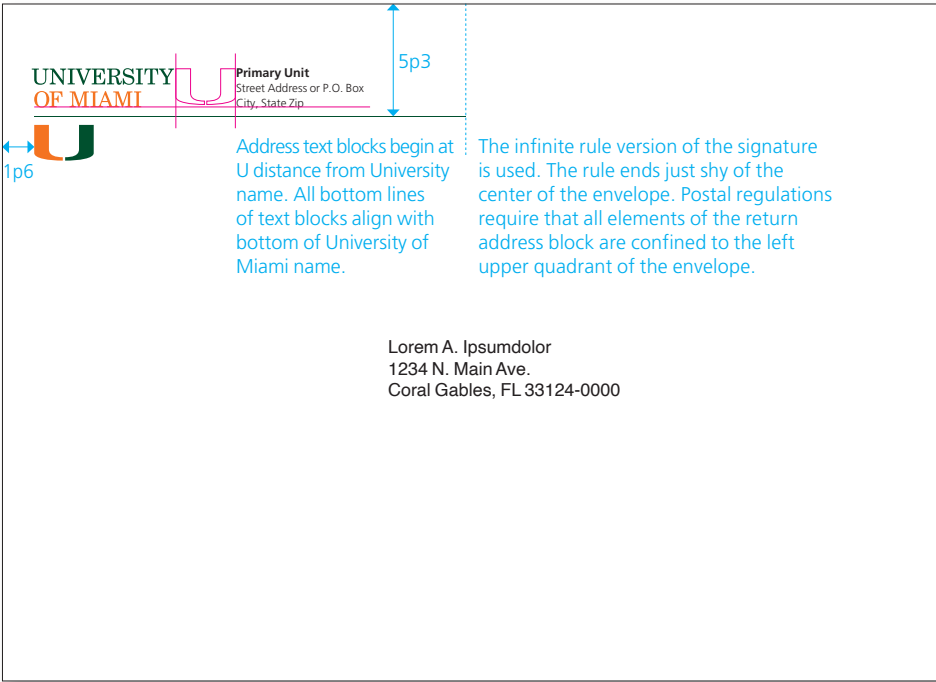 UNIVERSITY
OF MIAMI
Primary Unit
Street Address or P.O. Box
City, State Zip
5p3
1p6
Address text blocks begin at
U distance from University
name. All bottom lines
of text blocks align with
bottom of University of
Miami name.
The infinite rule version of the signature
is used. The rule ends just shy of the
center of the envelope. Postal regulations
require that all elements of the return
address block are confined to the left
upper quadrant of the envelope.
Lorem A. Ipsumdolor
1234 N. Main Ave.
Coral Gables, FL 33124-0000